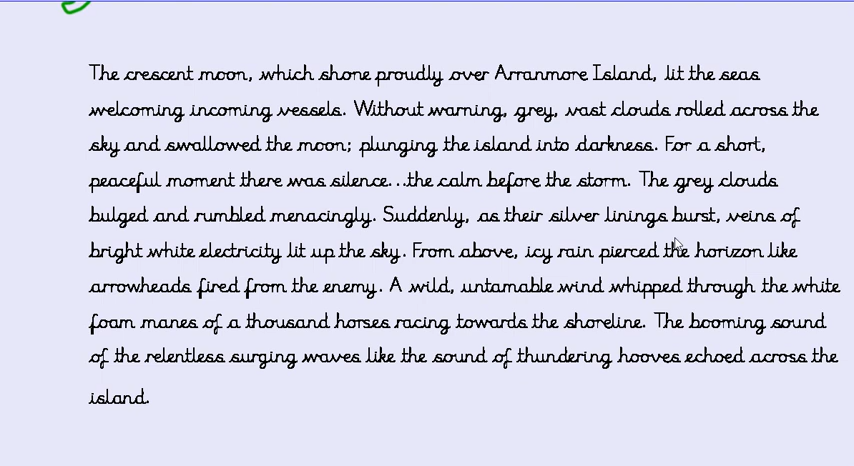 The crescent moon, which shone proudly over Arranmore Island, lit the seas
welcoming incoming vessels. Without warning, grey, vast clouds rolled across the
sky and swallowed the moon; plunging the island into darkness. For a short,
peaceful moment there was silence...the calm before the storm. The grey clouds
bulged and rumbled menacingly. Suddenly, as their silver linings burst, veins of
bright white electricity lit up the sky. From above, icy rain pierced the horizon like
arrowheads fired from the enemy. A wild, untamable wind whipped through the white
foam manes of a thousand horses racing towards the shoreline. The booming sound
of the relentless surging waves like the sound of thundering hooves echoed across the
island.